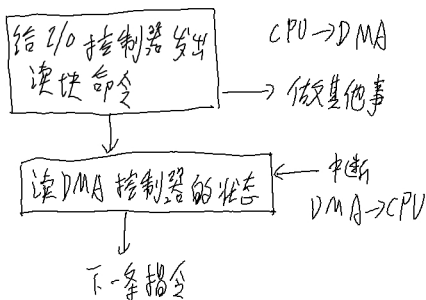 给I/O控制器发出
读块命令
CPU→DMA
做其他事
读DMA控制器的状态
中断
DMA→CPU
下一条指令